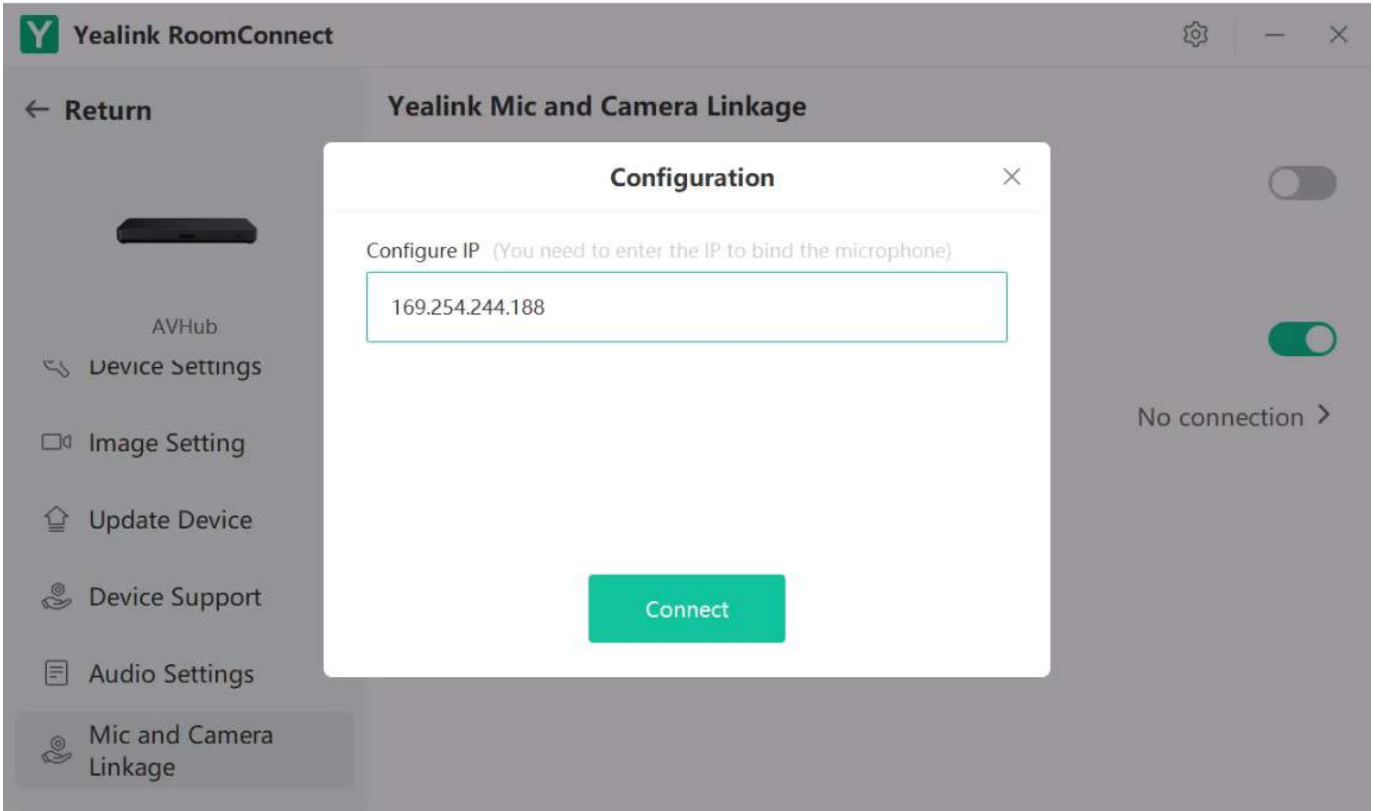 Y Yealink RoomConnect
← Return
Yealink Mic and Camera Linkage
Configuration
Configure IP (You need to enter the IP to bind the microphone)
169.254.244.188
AVHub
Device Settings
No connection >
Image Setting
Update Device
Device Support
Connect
Audio Settings
Mic and Camera
Linkage